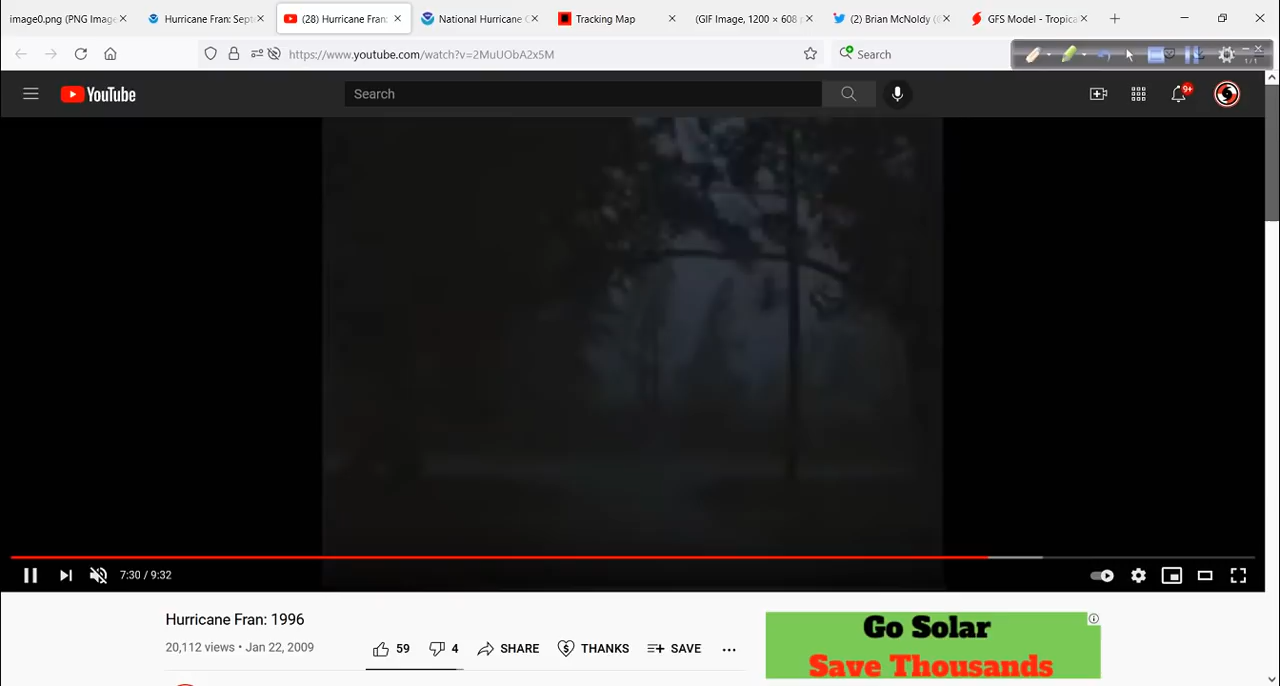 image0.png (PNG Image
Hurricane Fran: Sept
(28) Hurricane Fran:
National Hurricane C
Tracking Map
(GIF Image, 1200 × 608
(2) Brian McNoldy (
GFS Model - Tropica
https://www.youtube.com/watch?v=2MuUObA2x5M
Search
YouTube
Search
9+
7:30 / 9:32
Hurricane Fran: 1996
20,112 views • Jan 22, 2009
59
4
SHARE
THANKS
SAVE
Go Solar
Save Thousands